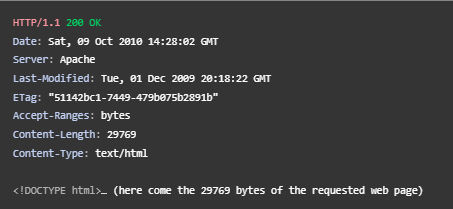 HTTP/1.1 200 OK
Date: Sat, 09 Oct 2010 14:28:02 GMT
Server: Apache
Last-Modified: Tue, 01 Dec 2009 20:18:22 GMT
ETag: "51142bc1-7449-479b075b2891b"
Accept-Ranges: bytes
Content-Length: 29769
Content-Type: text/html
<!DOCTYPE html>… (here come the 29769 bytes of the requested web page)